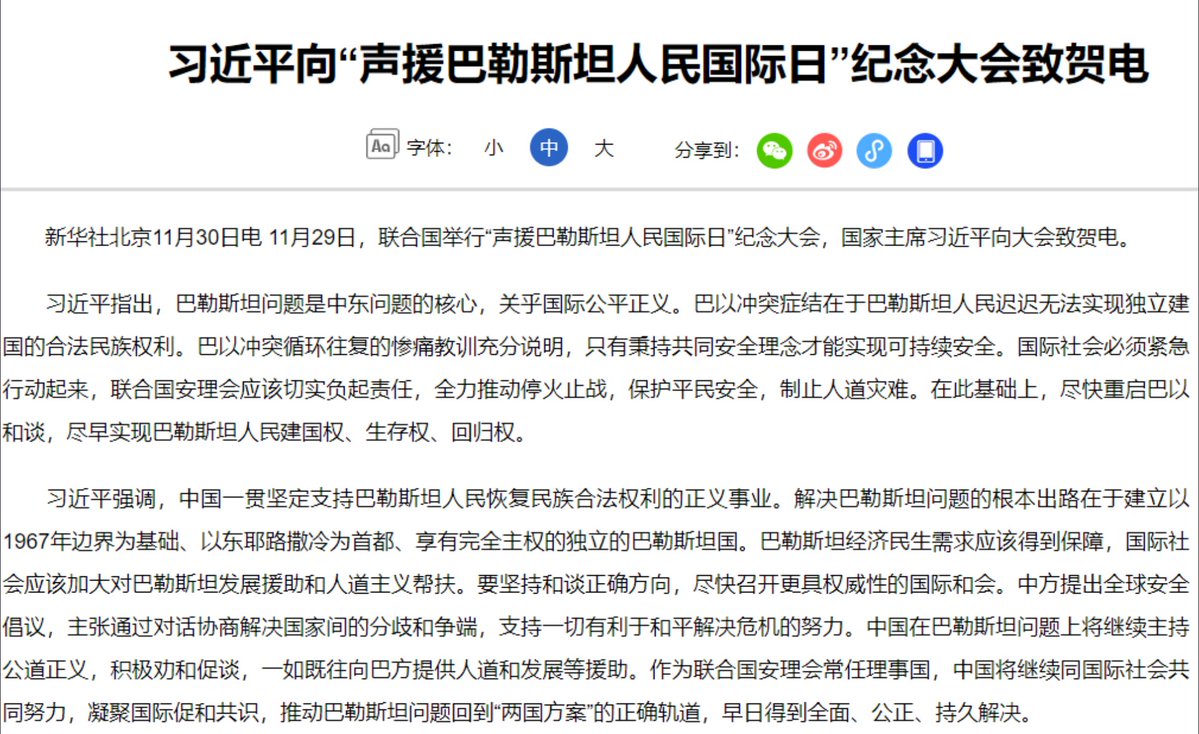 习近平向“声援巴勒斯坦人民国际日”纪念大会致贺电
Aa 字体： 小 中 大 分享到：
新华社北京11月30日电 11月29日，联合国举行“声援巴勒斯坦人民国际日”纪念大会，国家主席习近平向大会致贺电。
习近平指出，巴勒斯坦问题是中东问题的核心，关乎国际公平正义。巴以冲突症结在于巴勒斯坦人民迟迟无法实现独立建
国的合法民族权利。巴以冲突循环往复的惨痛教训充分说明，只有秉持共同安全理念才能实现可持续安全。国际社会必须紧急
行动起来，联合国安理会应该切实负起责任，全力推动停火止战，保护平民安全，制止人道灾难。在此基础上，尽快重启巴以
和谈，尽早实现巴勒斯坦人民建国权、生存权、回归权。
习近平强调，中国一贯坚定支持巴勒斯坦人民恢复民族合法权利的正义事业。解决巴勒斯坦问题的根本出路在于建立以
1967年边界为基础、以东耶路撒冷为首都、享有完全主权的独立的巴勒斯坦国。巴勒斯坦经济民生需求应该得到保障，国际社
会应该加大对巴勒斯坦发展援助和人道主义帮扶。要坚持和谈正确方向，尽快召开更具权威性的国际和会。中方提出全球安全
倡议，主张通过对话协商解决国家间的分歧和争端，支持一切有利于和平解决危机的努力。中国在巴勒斯坦问题上将继续主持
公道正义，积极劝和促谈，一如既往向巴方提供人道和发展等援助。作为联合国安理会常任理事国，中国将继续同国际社会共
同努力，凝聚国际促和共识，推动巴勒斯坦问题回到“两国方案”的正确轨道，早日得到全面、公正、持久解决。